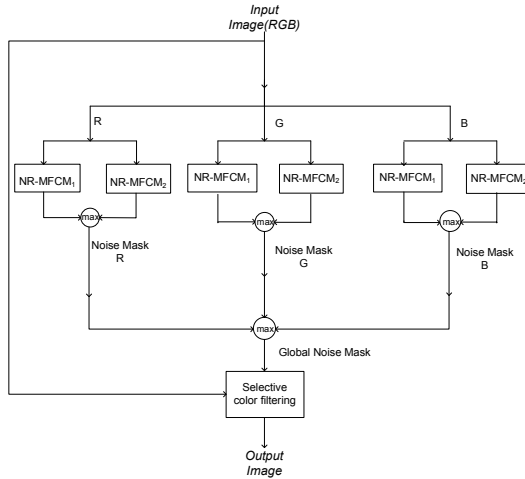 Input
Image(RGB)
R
G
B
NR-MFCM1
NR-MFCM2
NR-MFCM1
NR-MFCM2
NR-MFCM1
NR-MFCM2
max
max
max
Noise Mask
R
Noise Mask
G
Noise Mask
B
max
Global Noise Mask
Selective
color filtering
Output
Image